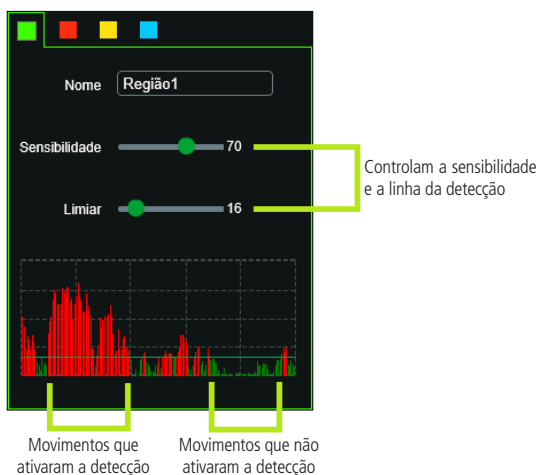 Nome Região1
Sensibilidade 70
Controlam a sensibilidade
e a linha da detecção
Limiar 16
Movimentos que
ativaram a detecção
Movimentos que não
ativaram a detecção